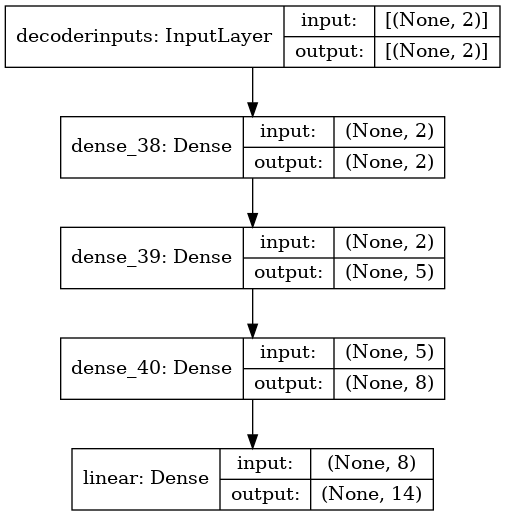 decoderinputs: InputLayer input: [(None, 2)]
output: [(None, 2)]
dense_38: Dense input: (None, 2)
output: (None, 2)
dense_39: Dense input: (None, 2)
output: (None, 5)
dense_40: Dense input: (None, 5)
output: (None, 8)
linear: Dense input: (None, 8)
output: (None, 14)